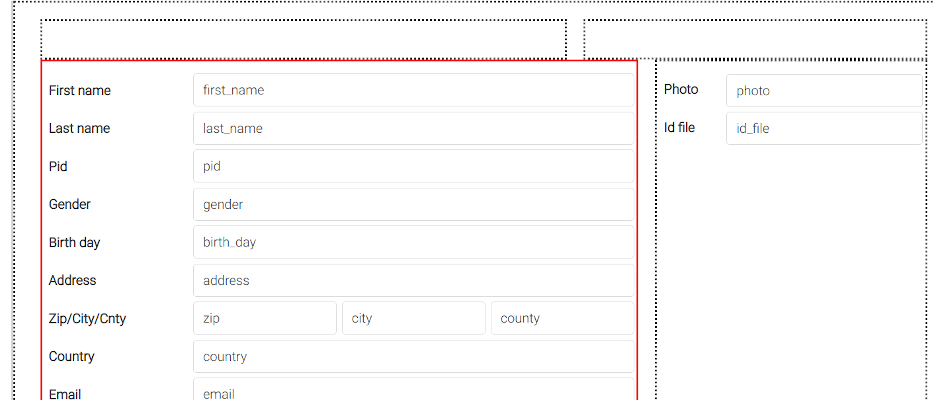 First name first_name
Last name last_name
Pid pid
Gender gender
Birth day birth_day
Address address
Zip/City/Cnty zip city county
Country country
Email email
Photo photo
Id file id_file